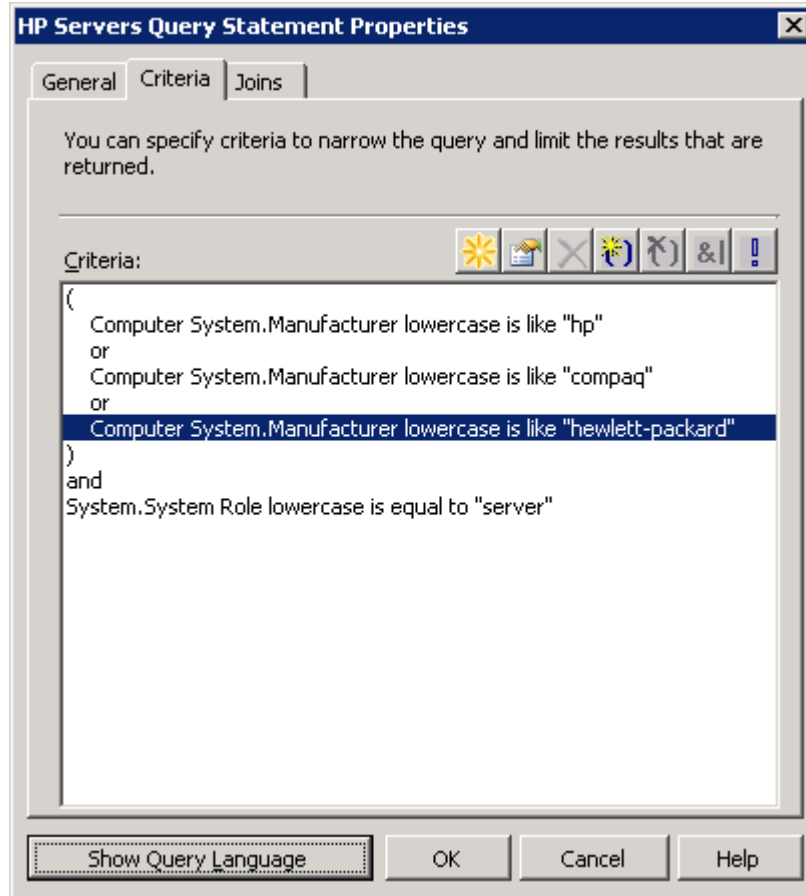 HP Servers Query Statement Properties
General Criteria Joins
You can specify criteria to narrow the query and limit the results that are
returned.
Criteria:
&|
!
(
Computer System.Manufacturer lowercase is like "hp"
or
Computer System.Manufacturer lowercase is like "compaq"
or
Computer System.Manufacturer lowercase is like "hewlett-packard"
)
and
System.System Role lowercase is equal to "server"
Show Query Language OK Cancel Help